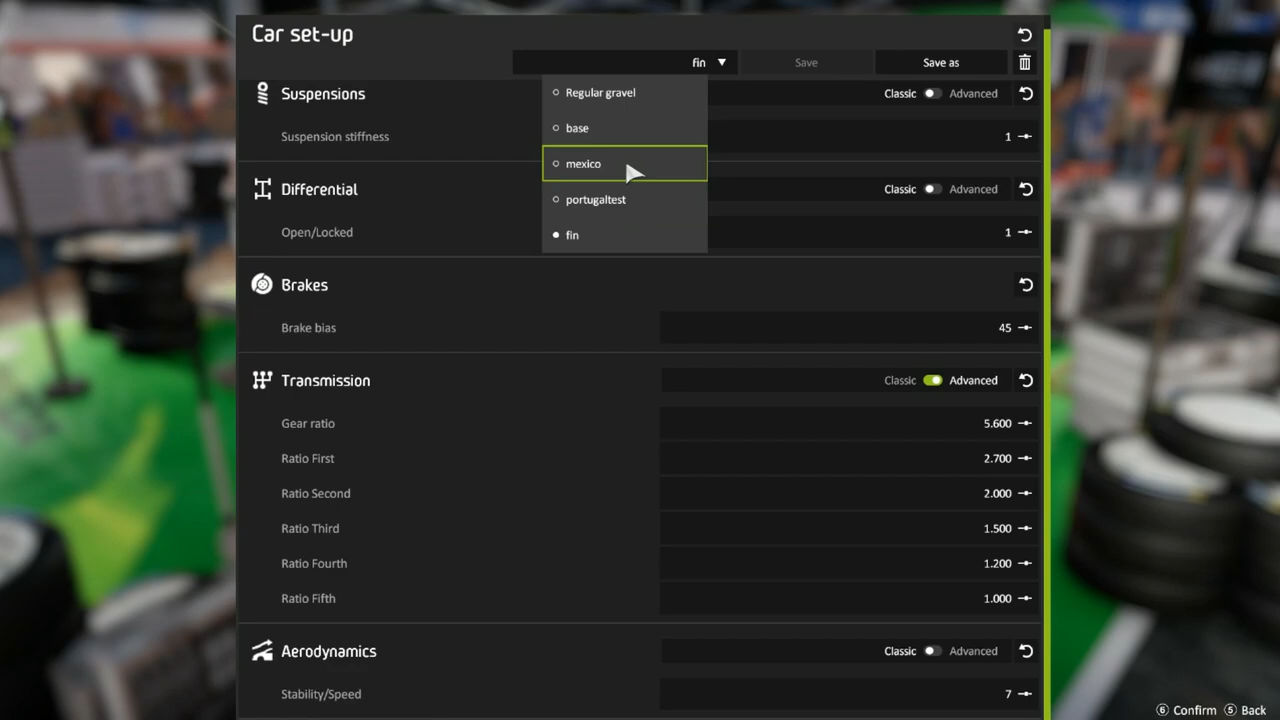 Car set-up
fin Save Save as
Regular gravel
base
mexico
portugaltest
fin
Suspensions Classic Advanced
Suspension stiffness 1
Differential Classic Advanced
Open/Locked 1
Brakes
Brake bias 45
Transmission Classic Advanced
Gear ratio 5.600
Ratio First 2.700
Ratio Second 2.000
Ratio Third 1.500
Ratio Fourth 1.200
Ratio Fifth 1.000
Aerodynamics Classic Advanced
Stability/Speed 7
6 Confirm 5 Back